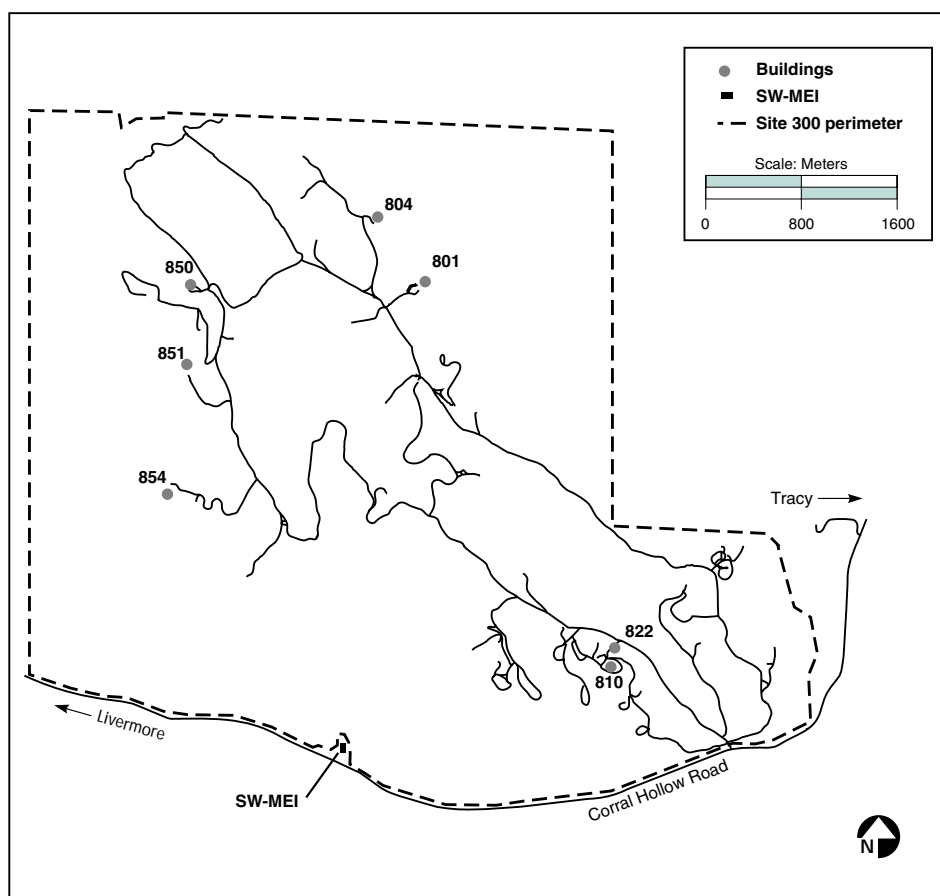 Buildings
SW-MEI
Site 300 perimeter
Scale: Meters
0 800 1600
804
801
850
851
854
Tracy
822
810
Livermore
SW-MEI
Corral Hollow Road
N